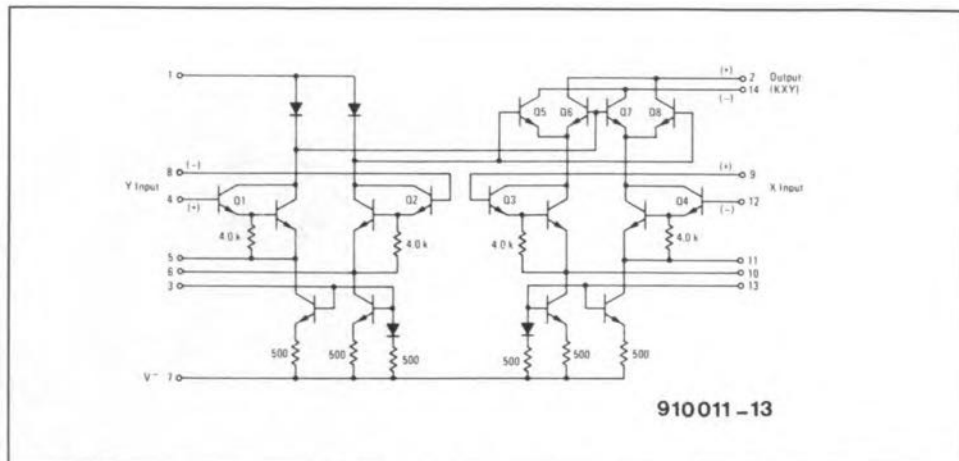 (+)
1 2 Output
14 (KXY)
(-)
Q5 Q6 Q7 Q8
8 (-) (+) 9
Y Input X Input
4 Q1 Q2 Q3 Q4 12
(+) (-)
4.0 k 4.0 k 4.0 k 4.0 k
5 11
6 10
3 13
500 500 500 500 500 500
V- 7
910011-13